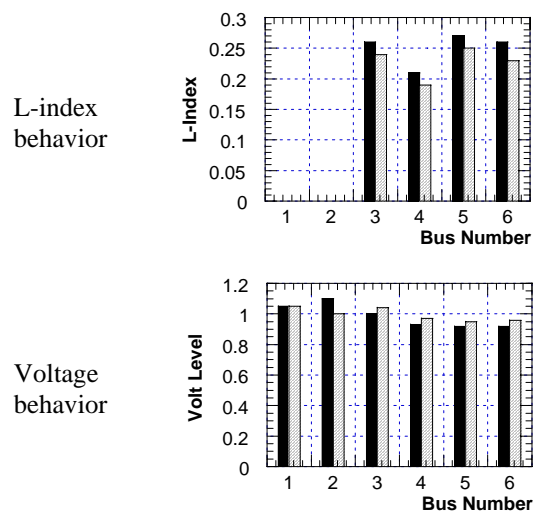 L-index
behavior
L-Index
0.3
0.25
0.2
0.15
0.1
0.05
0
1 2 3 4 5 6
Bus Number
Voltage
behavior
Volt Level
1.2
1
0.8
0.6
0.4
0.2
0
1 2 3 4 5 6
Bus Number